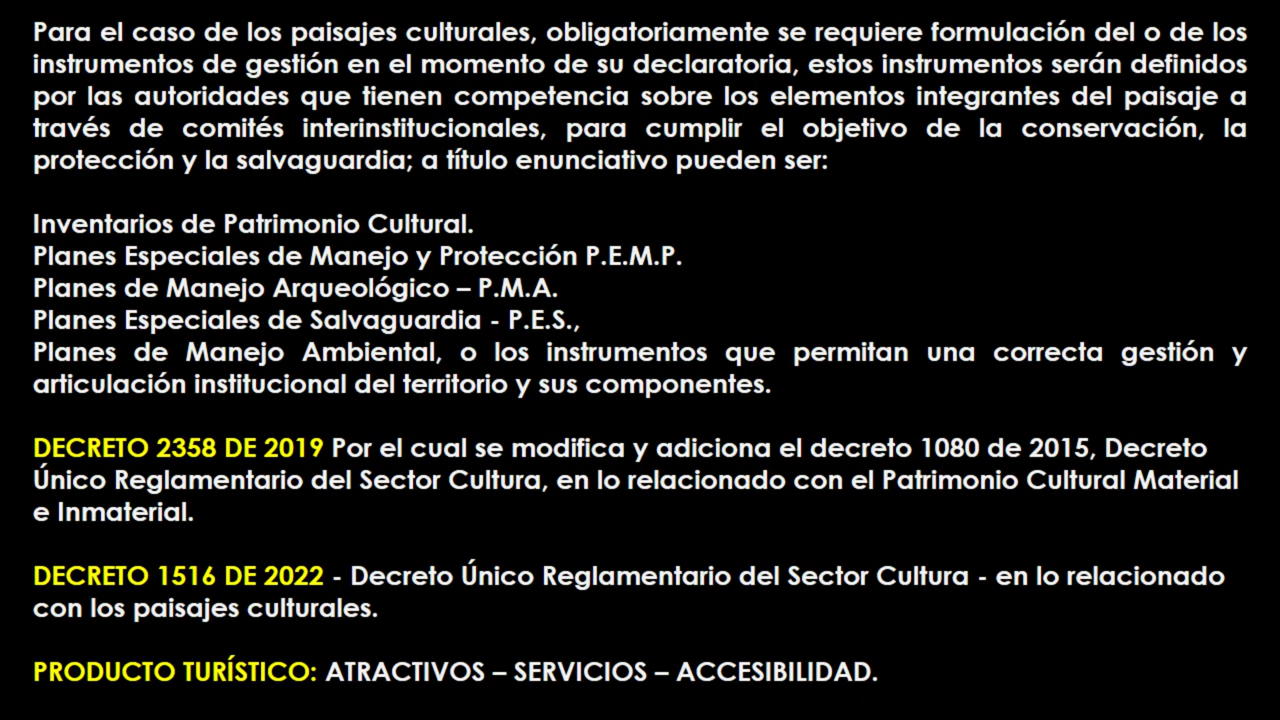 Para el caso de los paisajes culturales, obligatoriamente se requiere formulación del o de los
instrumentos de gestión en el momento de su declaratoria, estos instrumentos serán definidos
por las autoridades que tienen competencia sobre los elementos integrantes del paisaje a
través de comités interinstitucionales, para cumplir el objetivo de la conservación, la
protección y la salvaguardia; a título enunciativo pueden ser:
Inventarios de Patrimonio Cultural.
Planes Especiales de Manejo y Protección P.E.M.P.
Planes de Manejo Arqueológico – P.M.A.
Planes Especiales de Salvaguardia - P.E.S.,
Planes de Manejo Ambiental, o los instrumentos que permitan una correcta gestión y
articulación institucional del territorio y sus componentes.
DECRETO 2358 DE 2019 Por el cual se modifica y adiciona el decreto 1080 de 2015, Decreto
Único Reglamentario del Sector Cultura, en lo relacionado con el Patrimonio Cultural Material
e Inmaterial.
DECRETO 1516 DE 2022 - Decreto Único Reglamentario del Sector Cultura - en lo relacionado
con los paisajes culturales.
PRODUCTO TURÍSTICO: ATRACTIVOS – SERVICIOS – ACCESIBILIDAD.